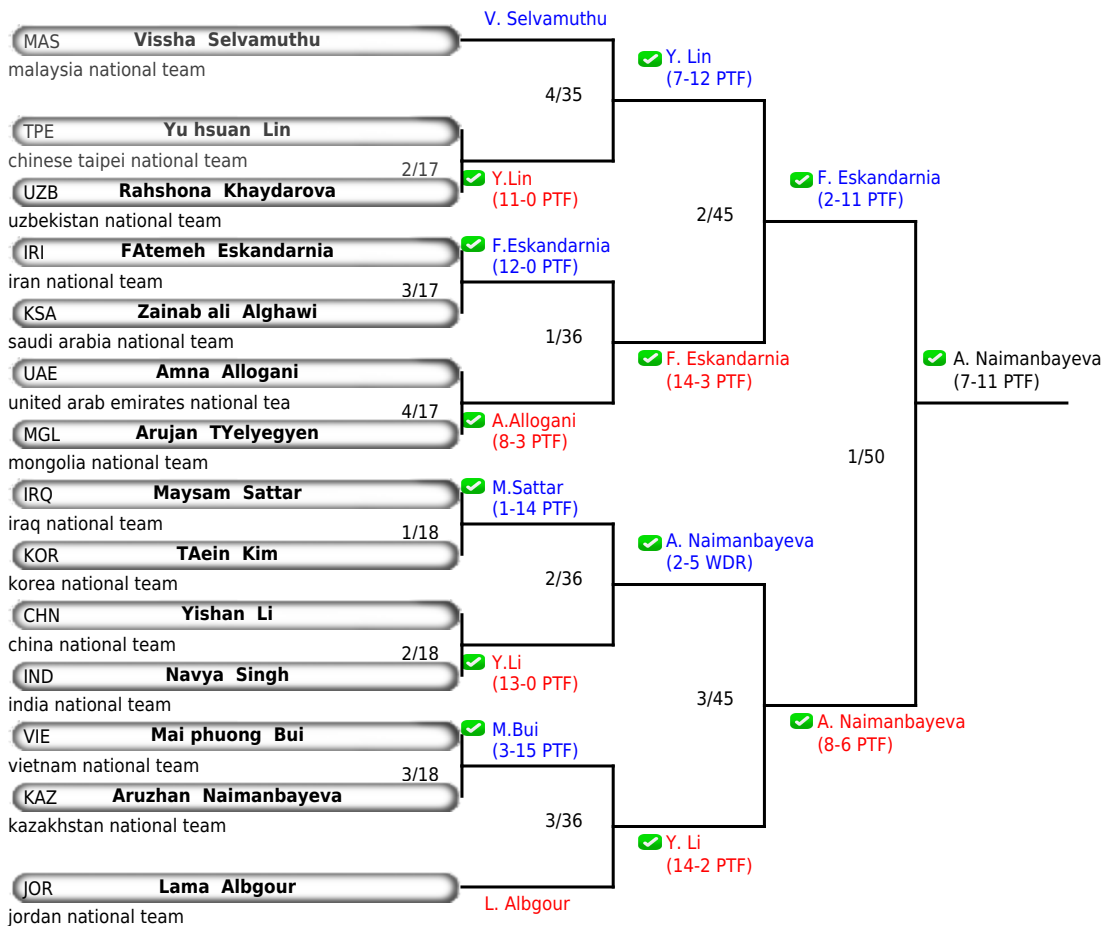 V. Selvamuthu
MAS Vissha Selvamuthu
malaysia national team
Y. Lin
(7-12 PTF)
4/35
TPE Yu hsuan Lin
chinese taipei national team
2/17
Y.Lin
(11-0 PTF)
UZB Rahshona Khaydarova
uzbekistan national team
F. Eskandarnia
(2-11 PTF)
2/45
IRI FAtemeh Eskandarnia
iran national team
F.Eskandarnia
(12-0 PTF)
3/17
KSA Zainab ali Alghawi
saudi arabia national team
1/36
F. Eskandarnia
(14-3 PTF)
A. Naimanbayeva
(7-11 PTF)
UAE Amna Allogani
united arab emirates national tea
4/17
A.Allogani
(8-3 PTF)
MGL Arujan TYelyegyen
mongolia national team
1/50
IRQ Maysam Sattar
iraq national team
M.Sattar
(1-14 PTF)
1/18
KOR TAein Kim
korea national team
A. Naimanbayeva
(2-5 WDR)
2/36
CHN Yishan Li
china national team
2/18
Y.Li
(13-0 PTF)
IND Navya Singh
india national team
3/45
A. Naimanbayeva
(8-6 PTF)
VIE Mai phuong Bui
vietnam national team
M.Bui
(3-15 PTF)
3/18
KAZ Aruzhan Naimanbayeva
kazakhstan national team
3/36
Y. Li
(14-2 PTF)
JOR Lama Albgour
jordan national team
L. Albgour